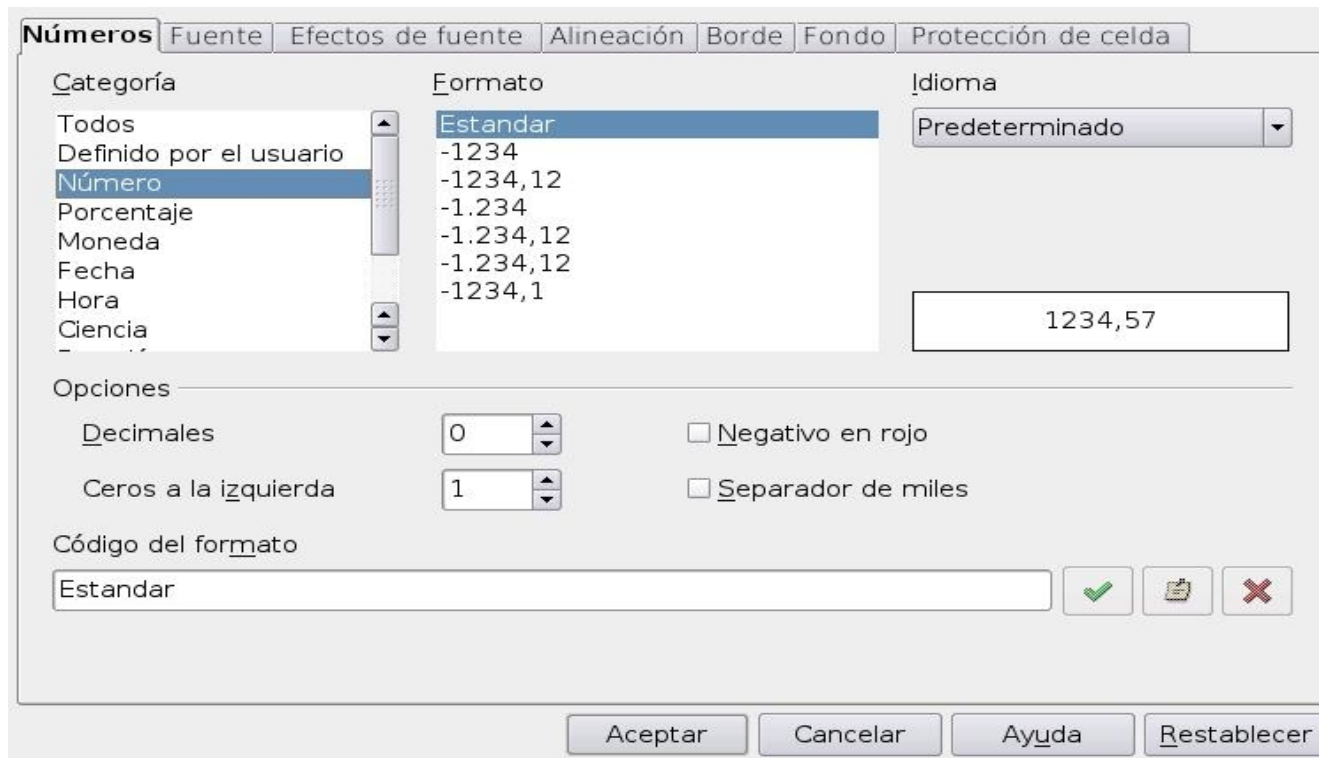 Números Fuente Efectos de fuente Alineación Borde Fondo Protección de celda
Categoría
Todos
Definido por el usuario
Número
Porcentaje
Moneda
Fecha
Hora
Ciencia
Formato
Estandar
-1234
-1234,12
-1.234
-1.234,12
-1.234,12
-1234,1
Idioma
Predeterminado
1234,57
Opciones
Decimales 0 Negativo en rojo
Ceros a la izquierda 1 Separador de miles
Código del formato
Estandar
Aceptar Cancelar Ayuda Restablecer